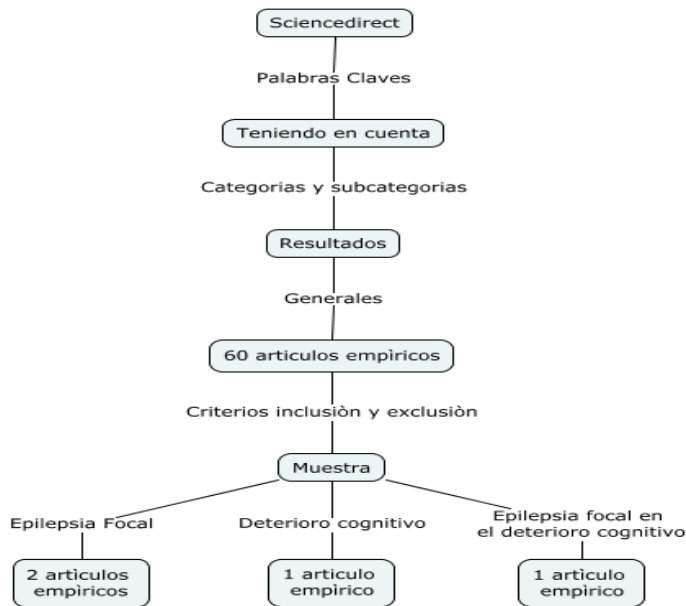 Sciencedirect
Palabras Claves
Teniendo en cuenta
Categorias y subcategorias
Resultados
Generales
60 articulos empìricos
Criterios inclusiòn y exclusiòn
Muestra
Epilepsia Focal
2 artìculos
empìricos
Deterioro cognitivo
1 articulo
empìrico
Epilepsia focal en
el deterioro cognitivo
1 artìculo
empìrico